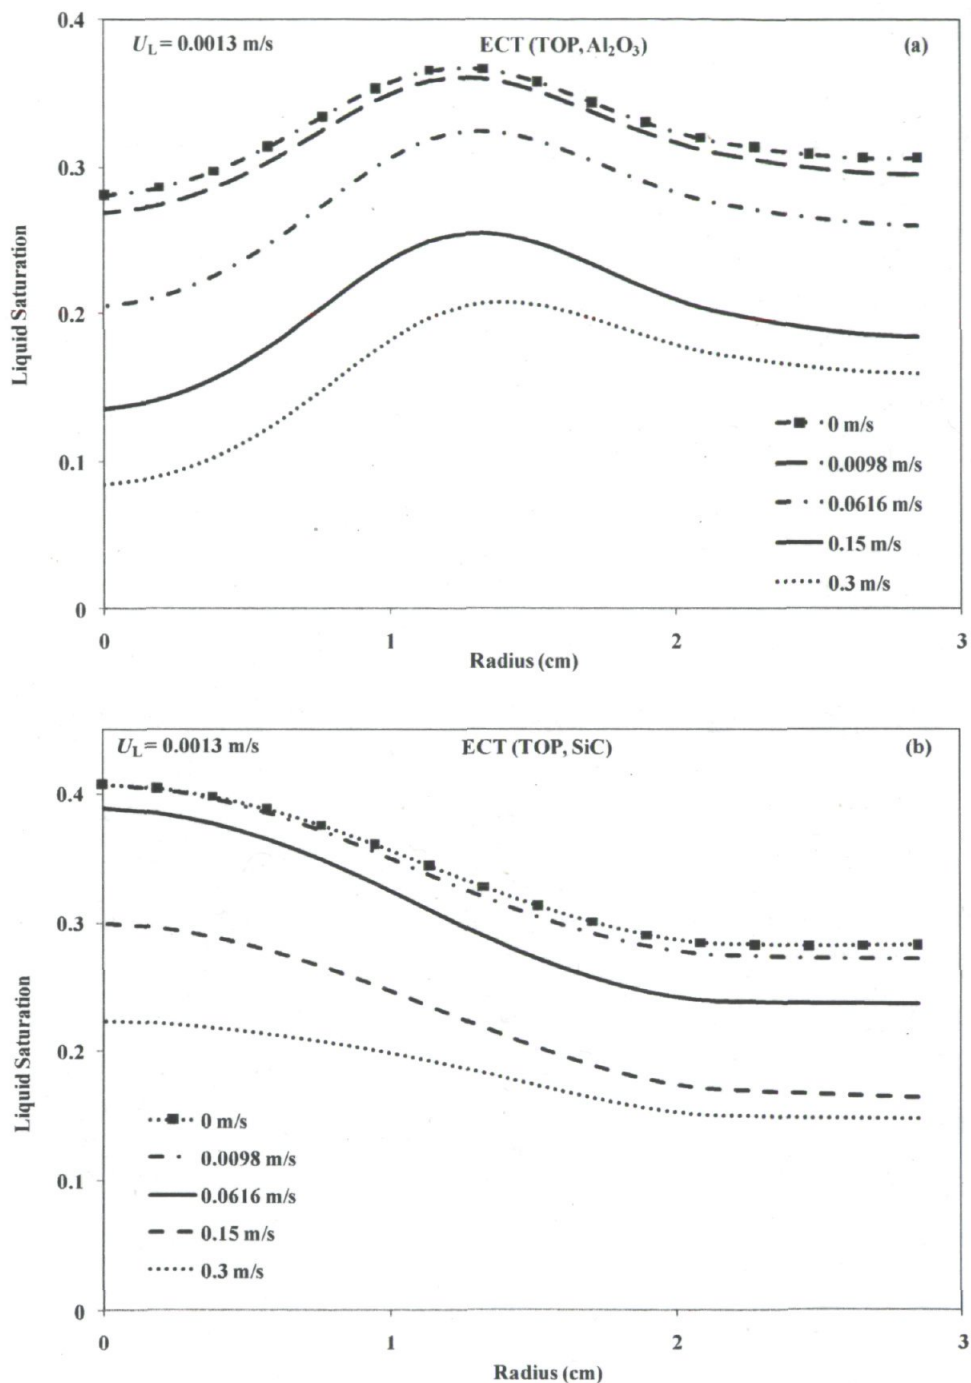 0.4
U_L = 0.0013 m/s ECT (TOP, Al₂O₃) (a)
0.3
0.2
0.1
0
Liquid Saturation
0 m/s
0.0098 m/s
0.0616 m/s
0.15 m/s
0.3 m/s
0 1 2 3
Radius (cm)
U_L = 0.0013 m/s ECT (TOP, SiC) (b)
0.4
0.3
0.2
0.1
0
Liquid Saturation
0 m/s
0.0098 m/s
0.0616 m/s
0.15 m/s
0.3 m/s
0 1 2 3
Radius (cm)